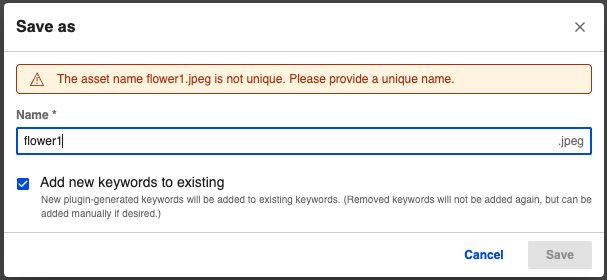 Save as
The asset name flower1.jpeg is not unique. Please provide a unique name.
Name *
flower1 .jpeg
Add new keywords to existing
New plugin-generated keywords will be added to existing keywords. (Removed keywords will not be added again, but can be
added manually if desired.)
Cancel Save